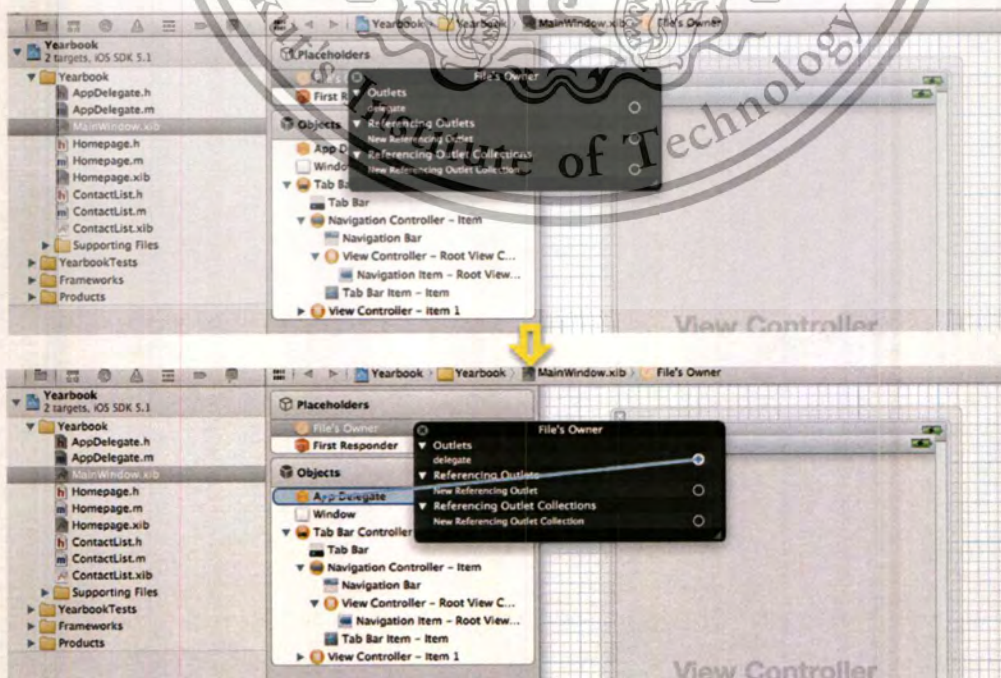 Yearbook Yearbook MainWindow.xib File's Owner
Yearbook
2 targets, iOS SDK 5.1
Yearbook
AppDelegate.h
AppDelegate.m
MainWindow.xib
Homepage.h
Homepage.m
Homepage.xib
ContactList.h
ContactList.m
ContactList.xib
Supporting Files
YearbookTests
Frameworks
Products
Placeholders
First R
Objects
App D
Windo
Tab Ba
Tab Bar
Navigation Controller – Item
Navigation Bar
View Controller – Root View C...
Navigation Item – Root View...
Tab Bar Item – Item
View Controller – Item 1
File's Owner
Outlets
delegate
Referencing Outlets
New Referencing Outlet
Referencing Outlet Collections
New Referencing Outlet Collection
Institute of Technology
View Controller
Yearbook Yearbook MainWindow.xib File's Owner
Yearbook
2 targets, iOS SDK 5.1
Yearbook
AppDelegate.h
AppDelegate.m
MainWindow.xib
Homepage.h
Homepage.m
Homepage.xib
ContactList.h
ContactList.m
ContactList.xib
Supporting Files
YearbookTests
Frameworks
Products
Placeholders
File's Owner
First Responder
Objects
App Delegate
Window
Tab Bar Controller
Tab Bar
Navigation Controller – Item
Navigation Bar
View Controller – Root View C...
Navigation Item – Root View...
Tab Bar Item – Item
View Controller – Item 1
File's Owner
Outlets
delegate
Referencing Outlets
New Referencing Outlet
Referencing Outlet Collections
New Referencing Outlet Collection
View Controller